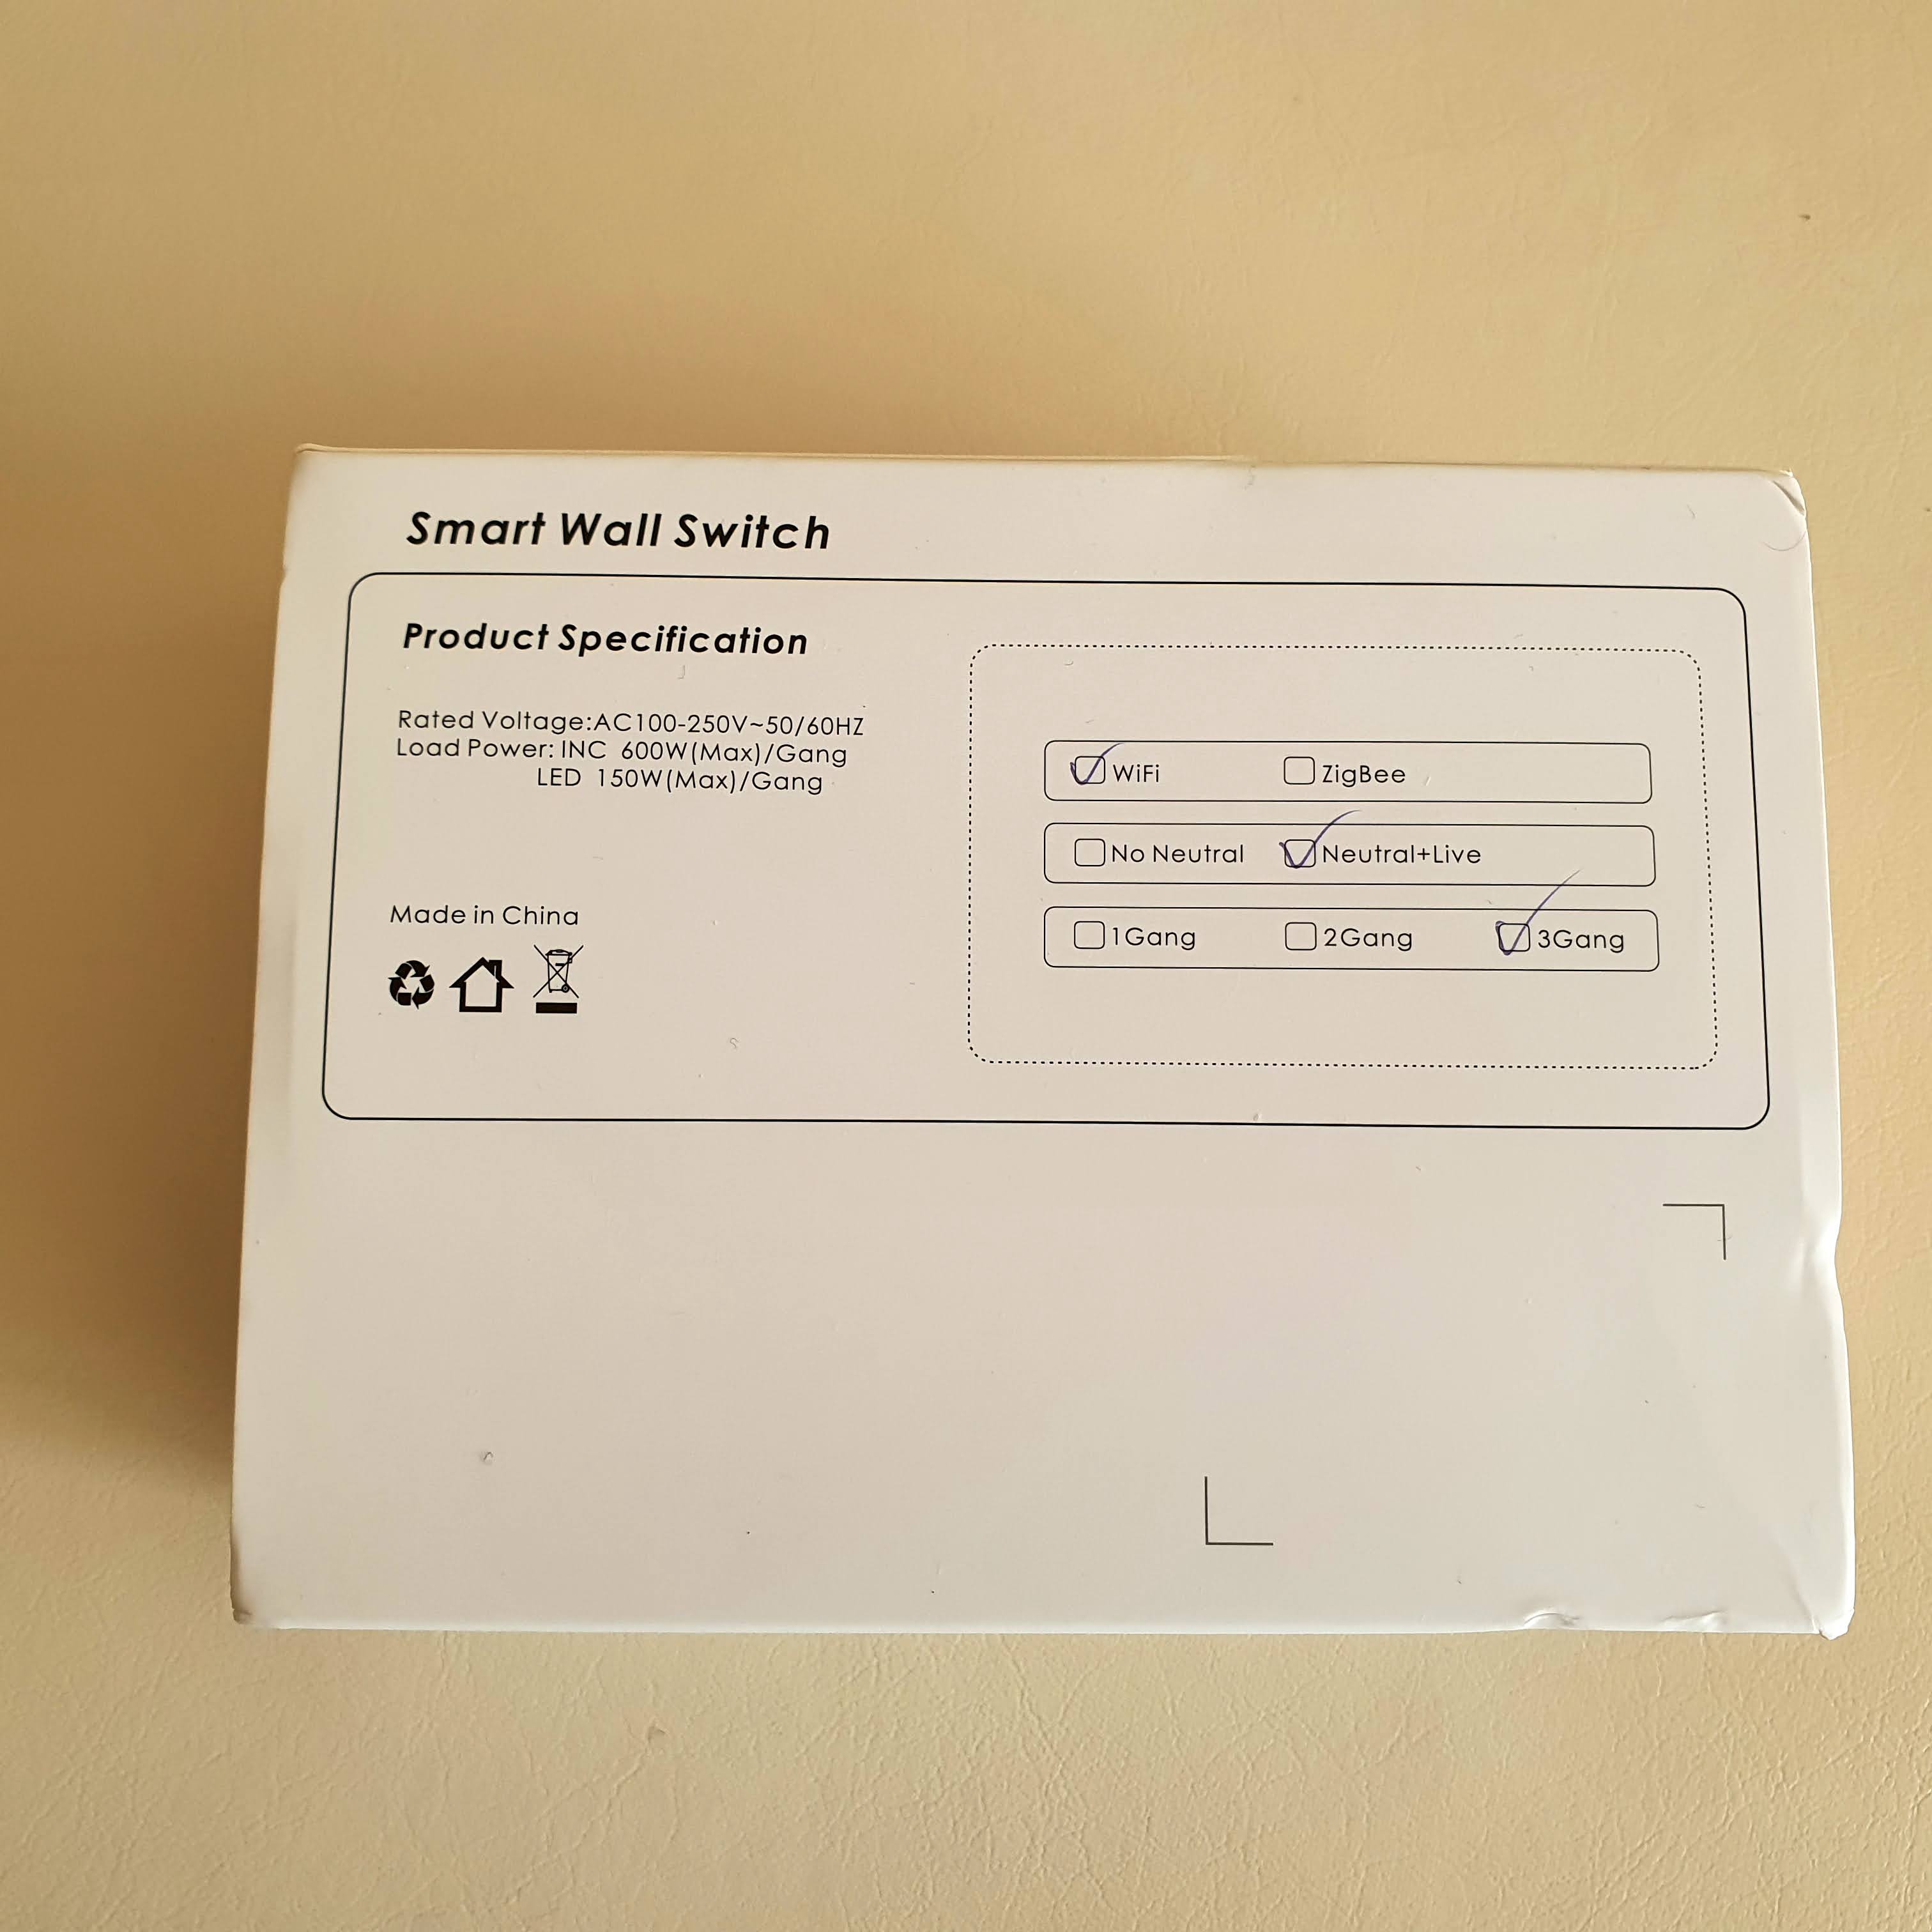 Smart Wall Switch
Product Specification
Rated Voltage:AC100-250V~50/60HZ
Load Power: INC 600W(Max)/Gang
LED 150W(Max)/Gang
Made in China
WiFi ZigBee
No Neutral Neutral+Live
1Gang 2Gang 3Gang